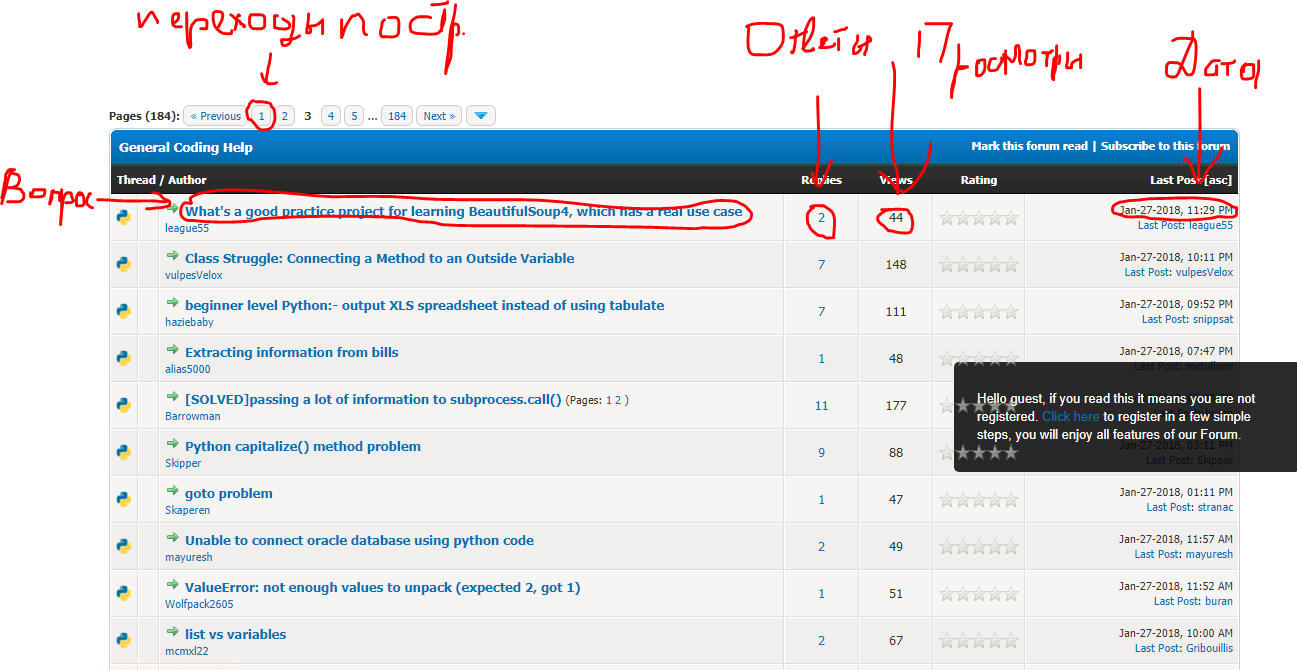 переходы по стр.
Ответы
Просмотры
Дата
Pages (184): « Previous 1 2 3 4 5 ... 184 Next »
General Coding Help Mark this forum read | Subscribe to this forum
Thread / Author Replies Views Rating Last Post [asc]
Вопрос
What's a good practice project for learning BeautifulSoup4, which has a real use case 2 44 Jan-27-2018, 11:29 PM
league55 Last Post: league55
Class Struggle: Connecting a Method to an Outside Variable 7 148 Jan-27-2018, 10:11 PM
vulpesVelox Last Post: vulpesVelox
beginner level Python:- output XLS spreadsheet instead of using tabulate 7 111 Jan-27-2018, 09:52 PM
haziebaby Last Post: snippsat
Extracting information from bills 1 48 Jan-27-2018, 07:47 PM
alias5000 Last Post: metulburr
[SOLVED]passing a lot of information to subprocess.call() (Pages: 1 2 ) 11 177
Barrowman
Hello guest, if you read this it means you are not
registered. Click here to register in a few simple
steps, you will enjoy all features of our Forum.
Python capitalize() method problem 9 88 Jan-27-2018, 03:11 PM
Skipper Last Post: Skipper
goto problem 1 47 Jan-27-2018, 01:11 PM
Skaperen Last Post: stranac
Unable to connect oracle database using python code 2 49 Jan-27-2018, 11:57 AM
mayuresh Last Post: mayuresh
ValueError: not enough values to unpack (expected 2, got 1) 1 51 Jan-27-2018, 11:52 AM
Wolfpack2605 Last Post: buran
list vs variables 2 67 Jan-27-2018, 10:00 AM
mcmxl22 Last Post: Gribouillis